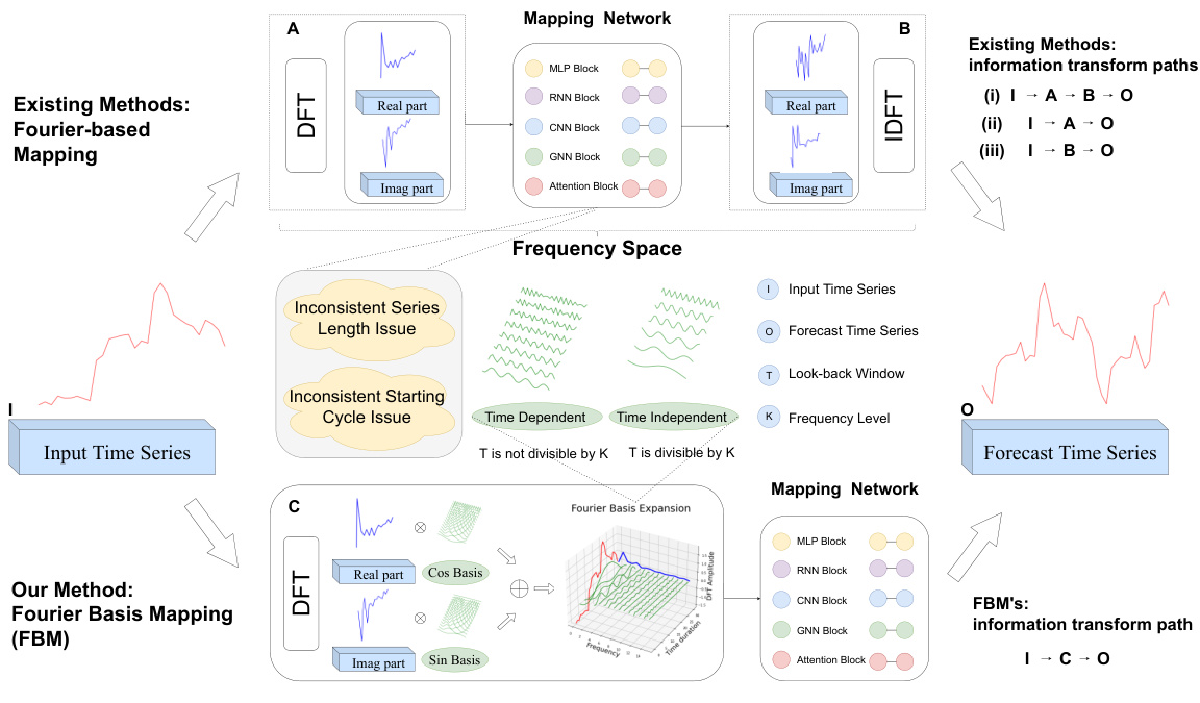 Existing Methods:
Fourier-based
Mapping
A
DFT
Real part
Imag part
Mapping Network
MLP Block
RNN Block
CNN Block
GNN Block
Attention Block
B
Real part
Imag part
IDFT
Existing Methods:
information transform paths
(i) I → A → B → O
(ii) I → A → O
(iii) I → B → O
Frequency Space
Inconsistent Series
Length Issue
Inconsistent Starting
Cycle Issue
Time Dependent
Time Independent
T is not divisible by K
T is divisible by K
I Input Time Series
O Forecast Time Series
T Look-back Window
K Frequency Level
I
Input Time Series
O
Forecast Time Series
Our Method:
Fourier Basis Mapping
(FBM)
C
DFT
Real part
Cos Basis
Imag part
Sin Basis
Fourier Basis Expansion
Frequency
Time duration
DFT Amplitude
Mapping Network
MLP Block
RNN Block
CNN Block
GNN Block
Attention Block
FBM's:
information transform path
I → C → O